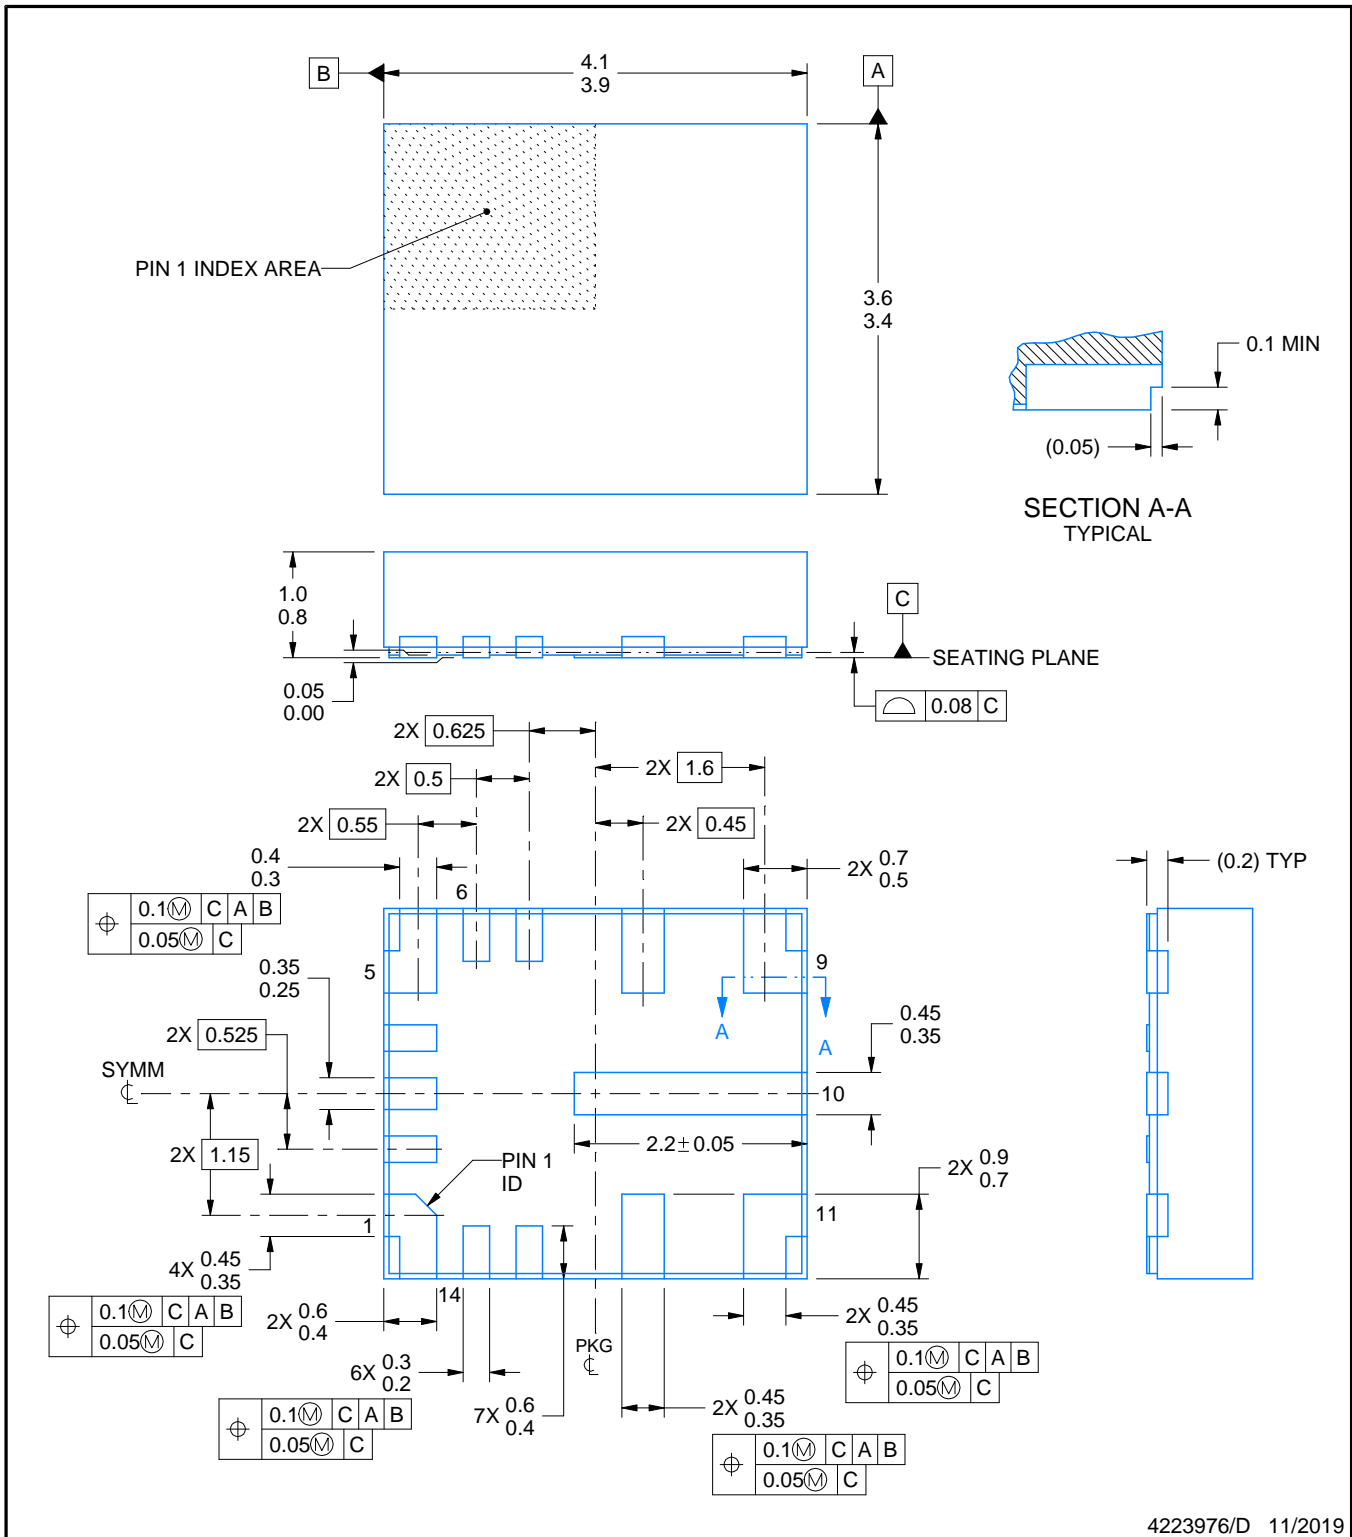 B
4.1
3.9
A
PIN 1 INDEX AREA
3.6
3.4
0.1 MIN
(0.05)
SECTION A-A
TYPICAL
1.0
0.8
C
SEATING PLANE
0.05
0.00
0.08 C
2X 0.625
2X 0.5
2X 1.6
2X 0.55
2X 0.45
0.4
0.3
6
2X 0.7
0.5
(0.2) TYP
0.1Ⓜ C A B
0.05Ⓜ C
5
9
0.35
0.25
A
A
0.45
0.35
2X 0.525
SYMM
10
2X 1.15
2.2±0.05
PIN 1
ID
2X 0.9
0.7
1
11
4X 0.45
0.35
14
0.1Ⓜ C A B
0.05Ⓜ C
2X 0.6
0.4
2X 0.45
0.35
PKG
6X 0.3
0.2
0.1Ⓜ C A B
0.05Ⓜ C
0.1Ⓜ C A B
0.05Ⓜ C
7X 0.6
0.4
2X 0.45
0.35
0.1Ⓜ C A B
0.05Ⓜ C
4223976/D 11/2019